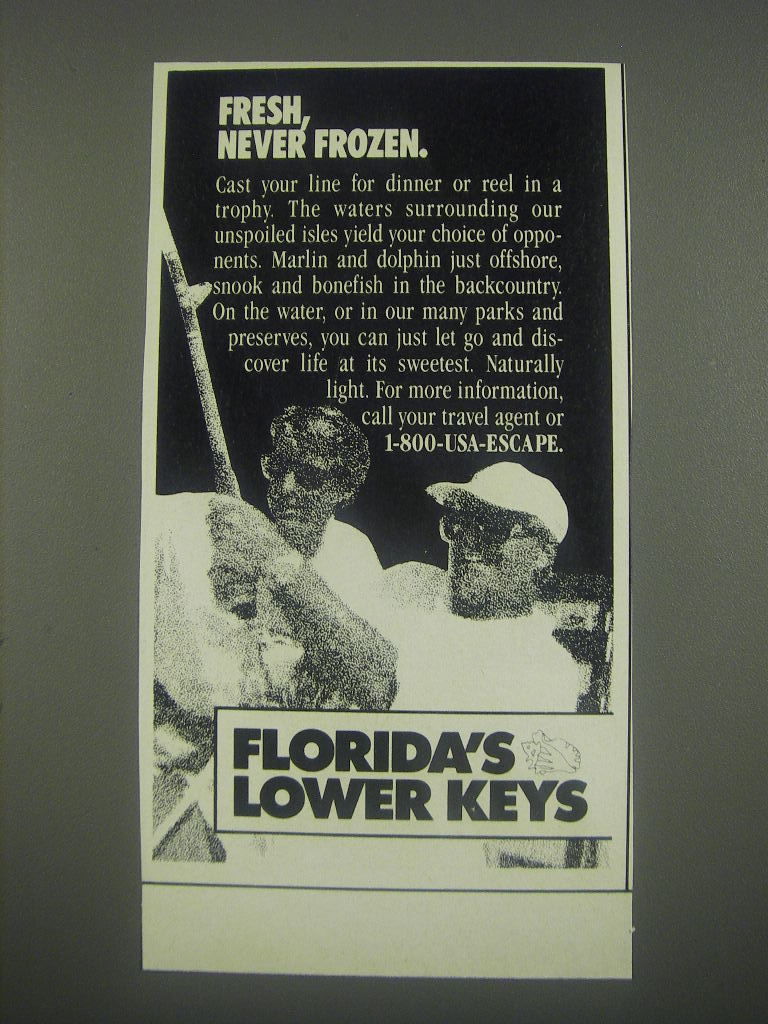 FRESH,
NEVER FROZEN.
Cast your line for dinner or reel in a
trophy. The waters surrounding our
unspoiled isles yield your choice of oppo-
nents. Marlin and dolphin just offshore,
snook and bonefish in the backcountry.
On the water, or in our many parks and
preserves, you can just let go and dis-
cover life at its sweetest. Naturally
light. For more information,
call your travel agent or
1-800-USA-ESCAPE.
FLORIDA'S
LOWER KEYS